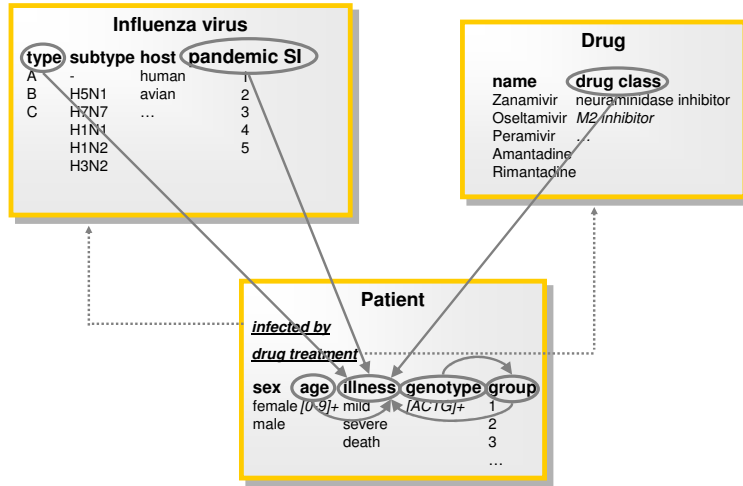 Influenza virus
type subtype host pandemic SI
A - human 1
B H5N1 avian 2
C H7N7 … 3
H1N1 4
H1N2 5
H3N2
Drug
name drug class
Zanamivir neuraminidase inhibitor
Oseltamivir M2 inhibitor
Peramivir …
Amantadine
Rimantadine
Patient
infected by
drug treatment
sex age illness genotype group
female [0-9]+ mild [ACTG]+ 1
male severe 2
death 3
…